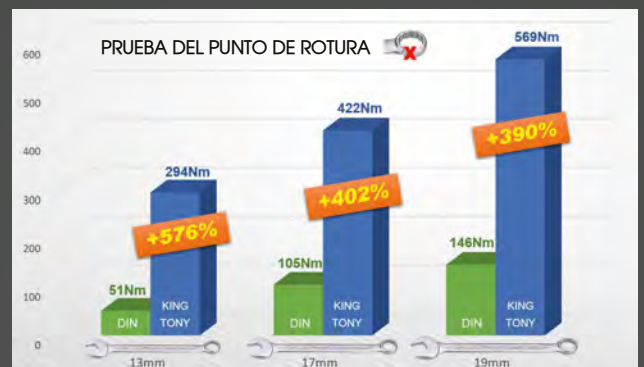 PRUEBA DEL PUNTO DE ROTURA
X
600
500
400
300
200
100
0
51Nm
294Nm
+576%
DIN
KING
TONY
13mm
105Nm
422Nm
+402%
DIN
KING
TONY
17mm
146Nm
569Nm
+390%
DIN
KING
TONY
19mm